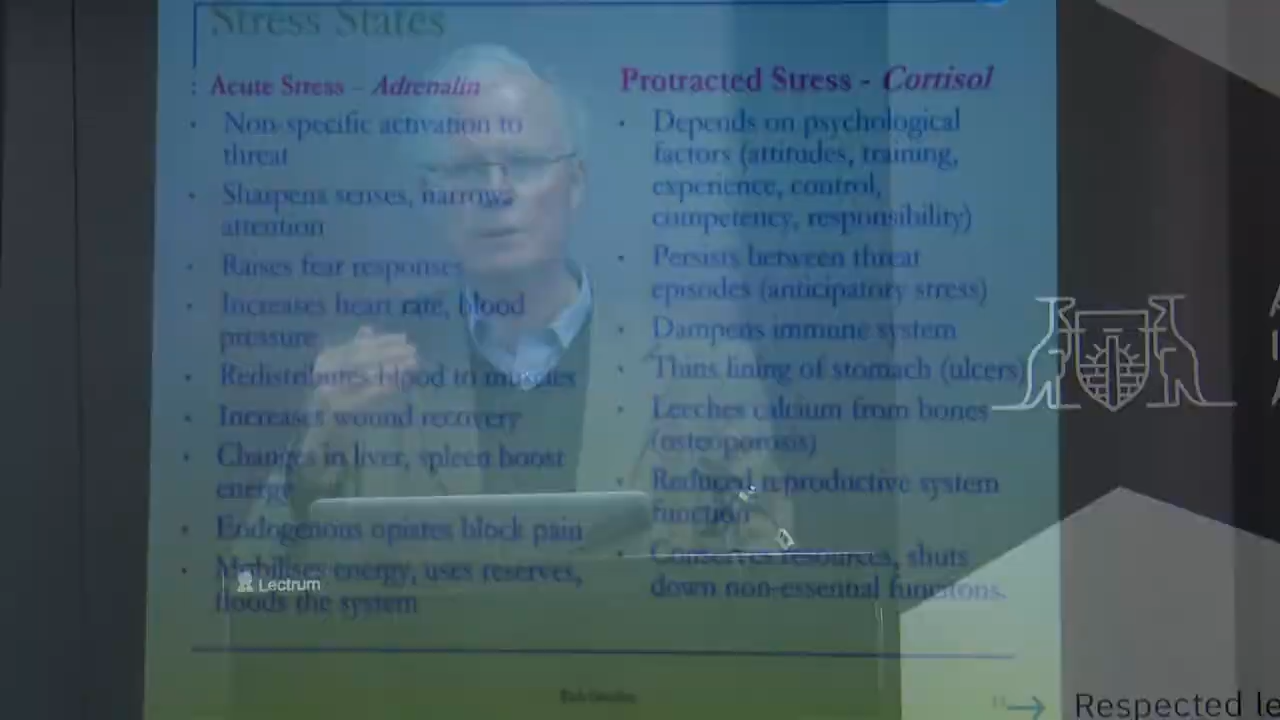 Stress States
: Acute Stress – Adrenalin
· Non-specific activation to
threat
· Sharpens senses, narrows
attention
· Raises fear responses
· Increases heart rate, blood
pressure
· Redistributes blood to muscles
· Increases wound recovery
· Changes in liver, spleen boost
energe
· Endogenous opiates block pain
· Mobilises energy, uses reserves,
floods the system
Protracted Stress - Cortisol
· Depends on psychological
factors (attitudes, training,
experience, control,
competency, responsibility)
· Persists between threat
episodes (anticipatory stress)
· Dampens immune system
· Thins lining of stomach (ulcers)
· Leeches calcium from bones
(osteoporosis)
· Reduced reproductive system
function
· Conserves resources, shuts
down non-essential functions.
Lectrum
Respected le